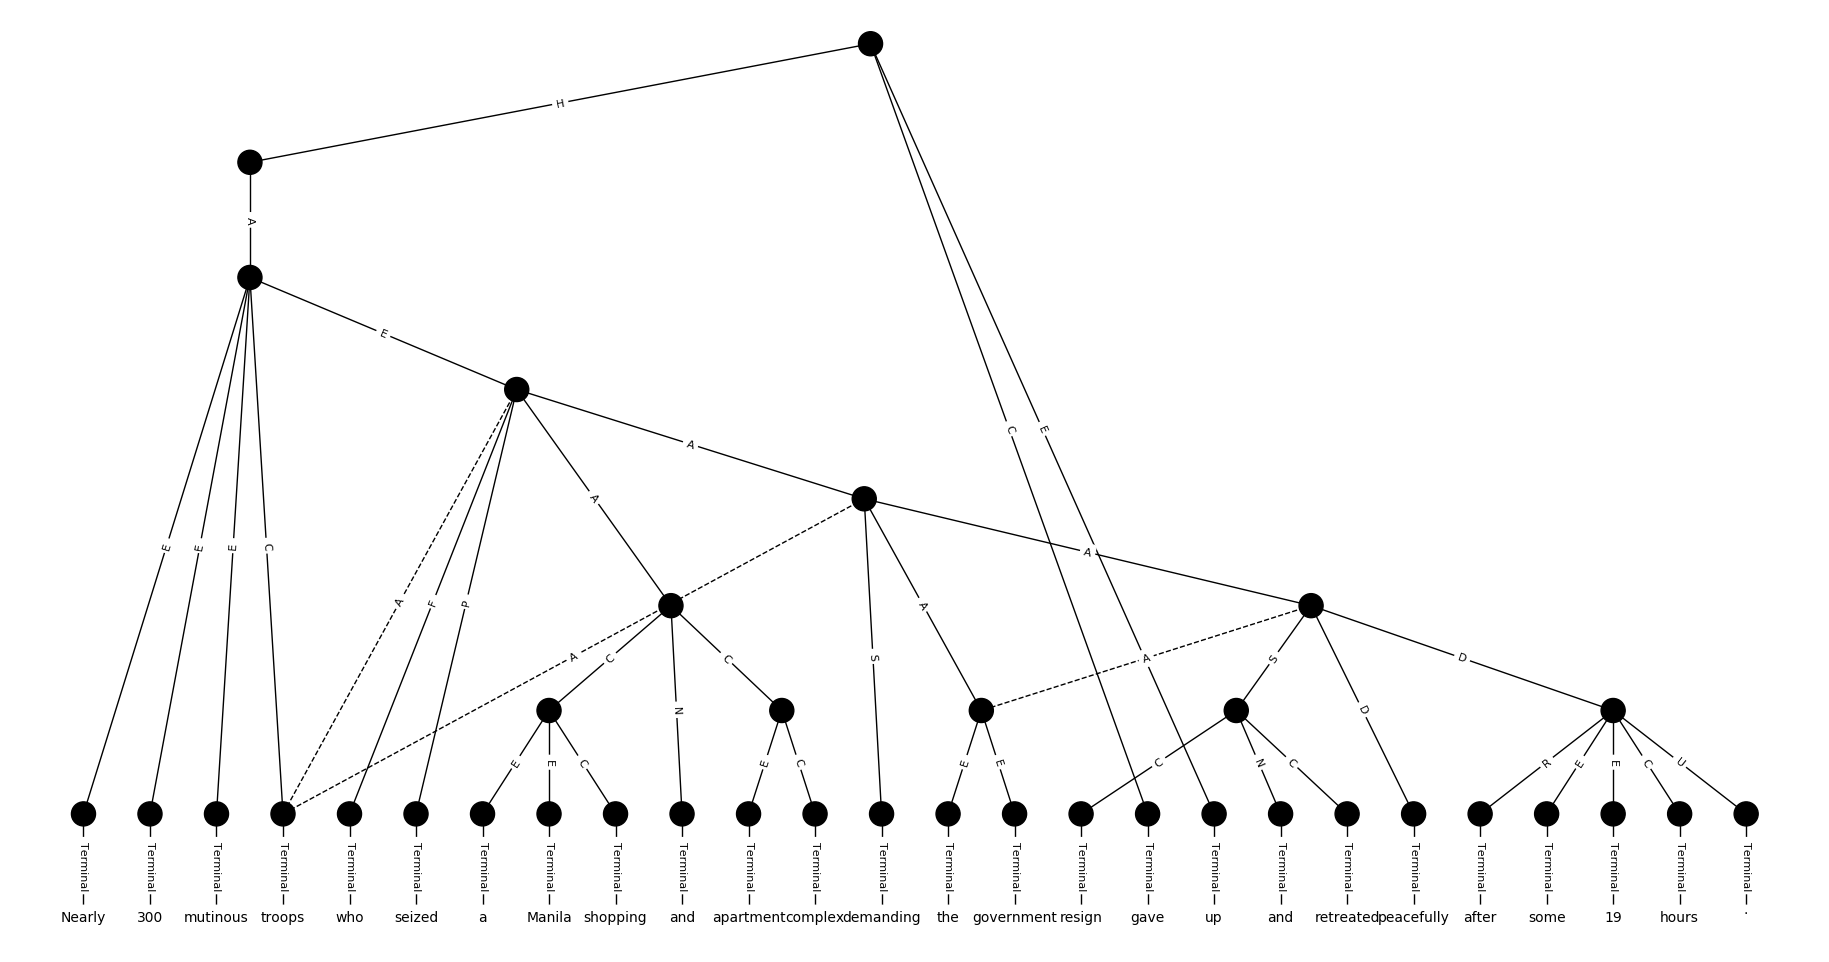 H
A
E
A
C
E
A
A
E
E
E
C
A
F
P
A
A
C
C
S
A
A
S
D
N
D
E
E
C
E
C
E
E
C
N
C
R
E
E
C
U
Terminal Terminal Terminal Terminal Terminal Terminal Terminal Terminal Terminal Terminal Terminal Terminal Terminal Terminal Terminal Terminal Terminal Terminal Terminal Terminal Terminal Terminal Terminal Terminal Terminal Terminal
Nearly 300 mutinous troops who seized a Manila shopping and apartment complex demanding the government resign gave up and retreated peacefully after some 19 hours .